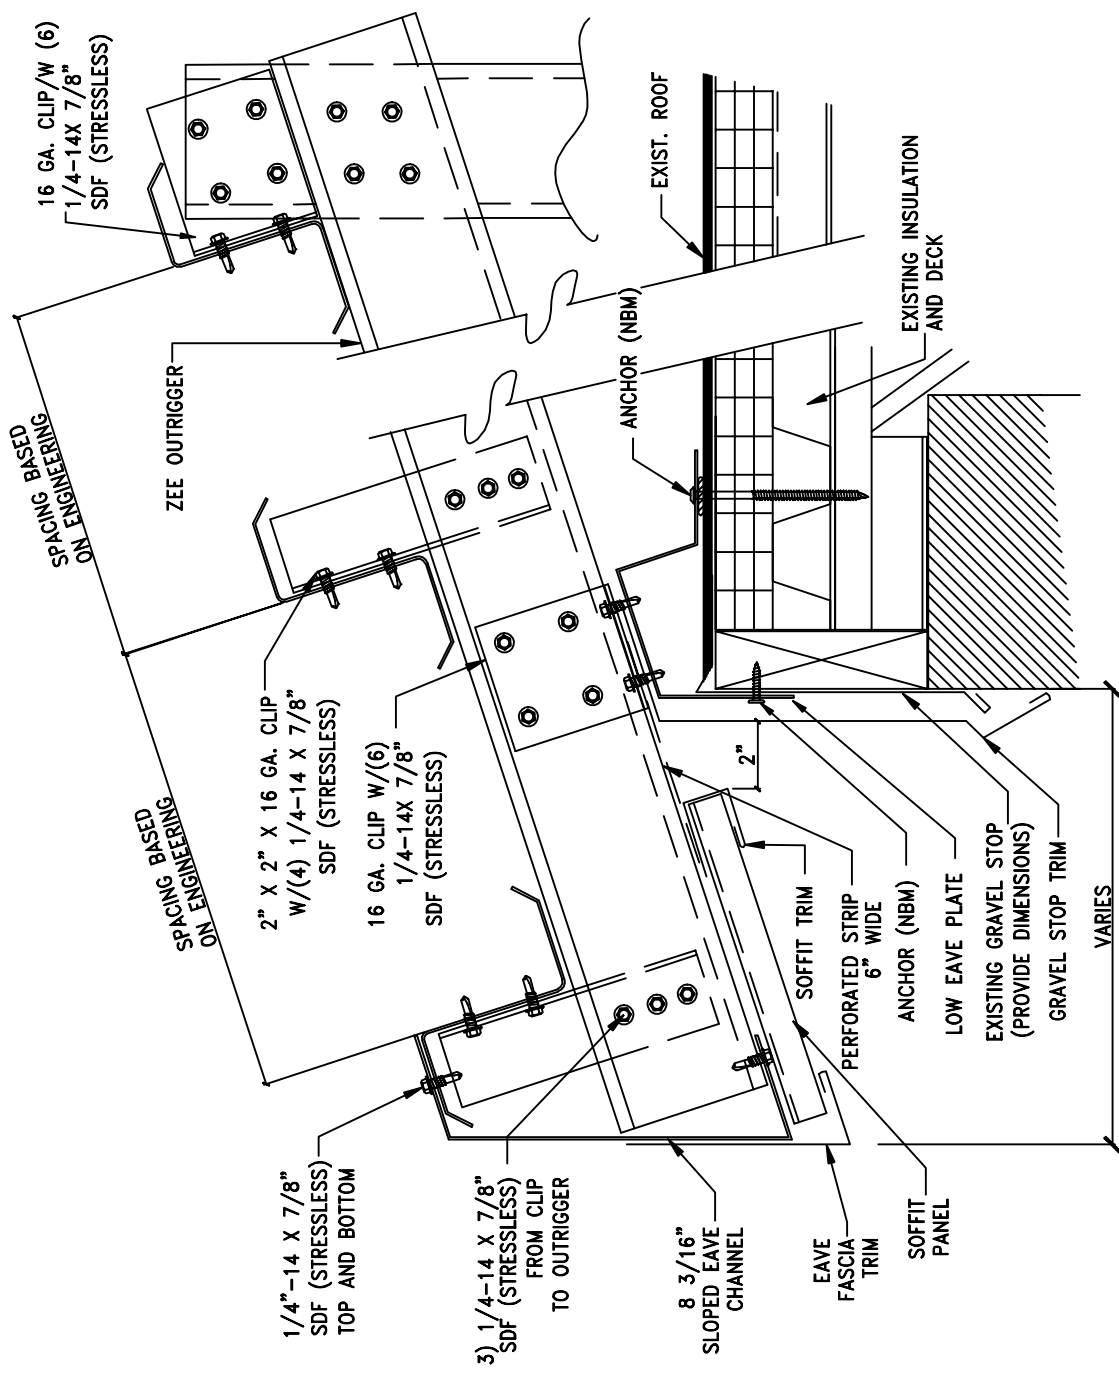 16 GA. CLIP/W (6)
1/4-14X 7/8"
SDF (STRESSLESS)
SPACING BASED
ON ENGINEERING
ZEE OUTRIGGER
EXIST. ROOF
ANCHOR (NBM)
EXISTING INSULATION
AND DECK
SPACING BASED
ON ENGINEERING
2" X 2" X 16 GA. CLIP
W/(4) 1/4-14 X 7/8"
SDF (STRESSLESS)
16 GA. CLIP W/(6)
1/4-14X 7/8"
SDF (STRESSLESS)
2"
1/4"-14 X 7/8"
SDF (STRESSLESS)
TOP AND BOTTOM
3) 1/4-14 X 7/8"
SDF (STRESSLESS)
FROM CLIP
TO OUTRIGGER
8 3/16"
SLOPED EAVE
CHANNEL
EAVE
FASCIA
TRIM
SOFFIT
PANEL
SOFFIT TRIM
PERFORATED STRIP
6" WIDE
ANCHOR (NBM)
LOW EAVE PLATE
EXISTING GRAVEL STOP
(PROVIDE DIMENSIONS)
GRAVEL STOP TRIM
VARIES